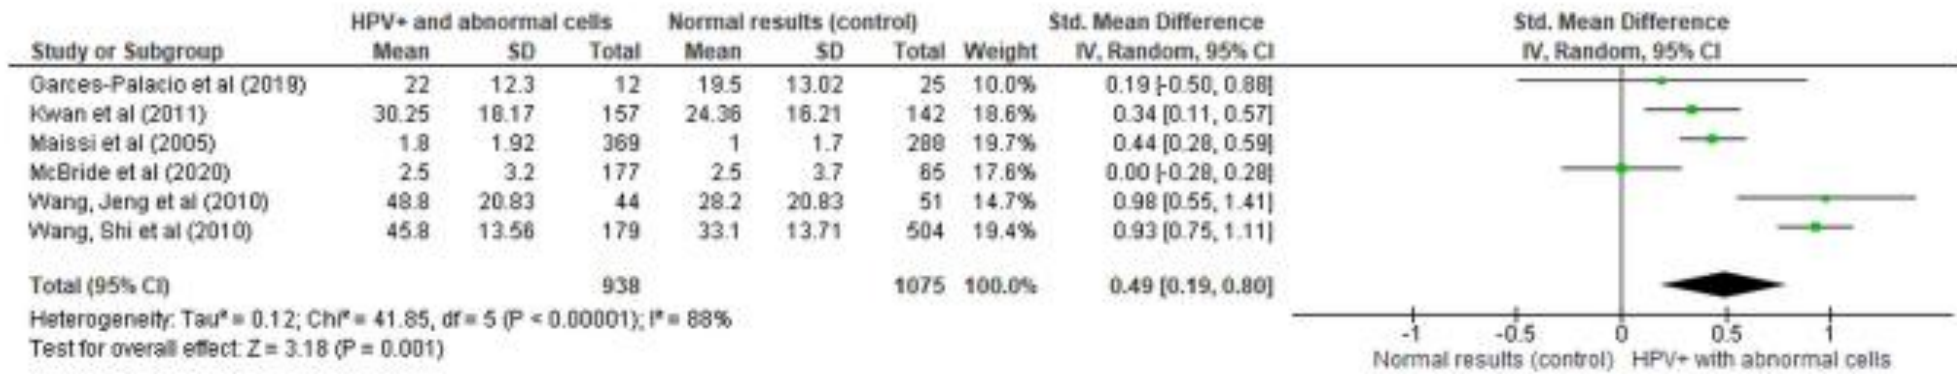 HPV+ and abnormal cells Normal results (control) Std. Mean Difference Std. Mean Difference
Study or Subgroup Mean SD Total Mean SD Total Weight IV, Random, 95% CI IV, Random, 95% CI
Garces-Palacio et al (2019) 22 12.3 12 19.5 13.02 25 10.0% 0.19 [-0.50, 0.88]
Kwan et al (2011) 30.25 18.17 157 24.36 16.21 142 18.6% 0.34 [0.11, 0.57]
Maissi et al (2005) 1.8 1.92 369 1 1.7 288 19.7% 0.44 [0.28, 0.59]
McBride et al (2020) 2.5 3.2 177 2.5 3.7 65 17.6% 0.00 [-0.28, 0.28]
Wang, Jeng et al (2010) 48.8 20.83 44 28.2 20.83 51 14.7% 0.98 [0.55, 1.41]
Wang, Shi et al (2010) 45.8 13.56 179 33.1 13.71 504 19.4% 0.93 [0.75, 1.11]
Total (95% CI) 938 1075 100.0% 0.49 [0.19, 0.80]
Heterogeneity: Tau² = 0.12; Chi² = 41.85, df = 5 (P < 0.00001); I² = 88%
Test for overall effect: Z = 3.18 (P = 0.001)
-1 -0.5 0 0.5 1
Normal results (control) HPV+ with abnormal cells